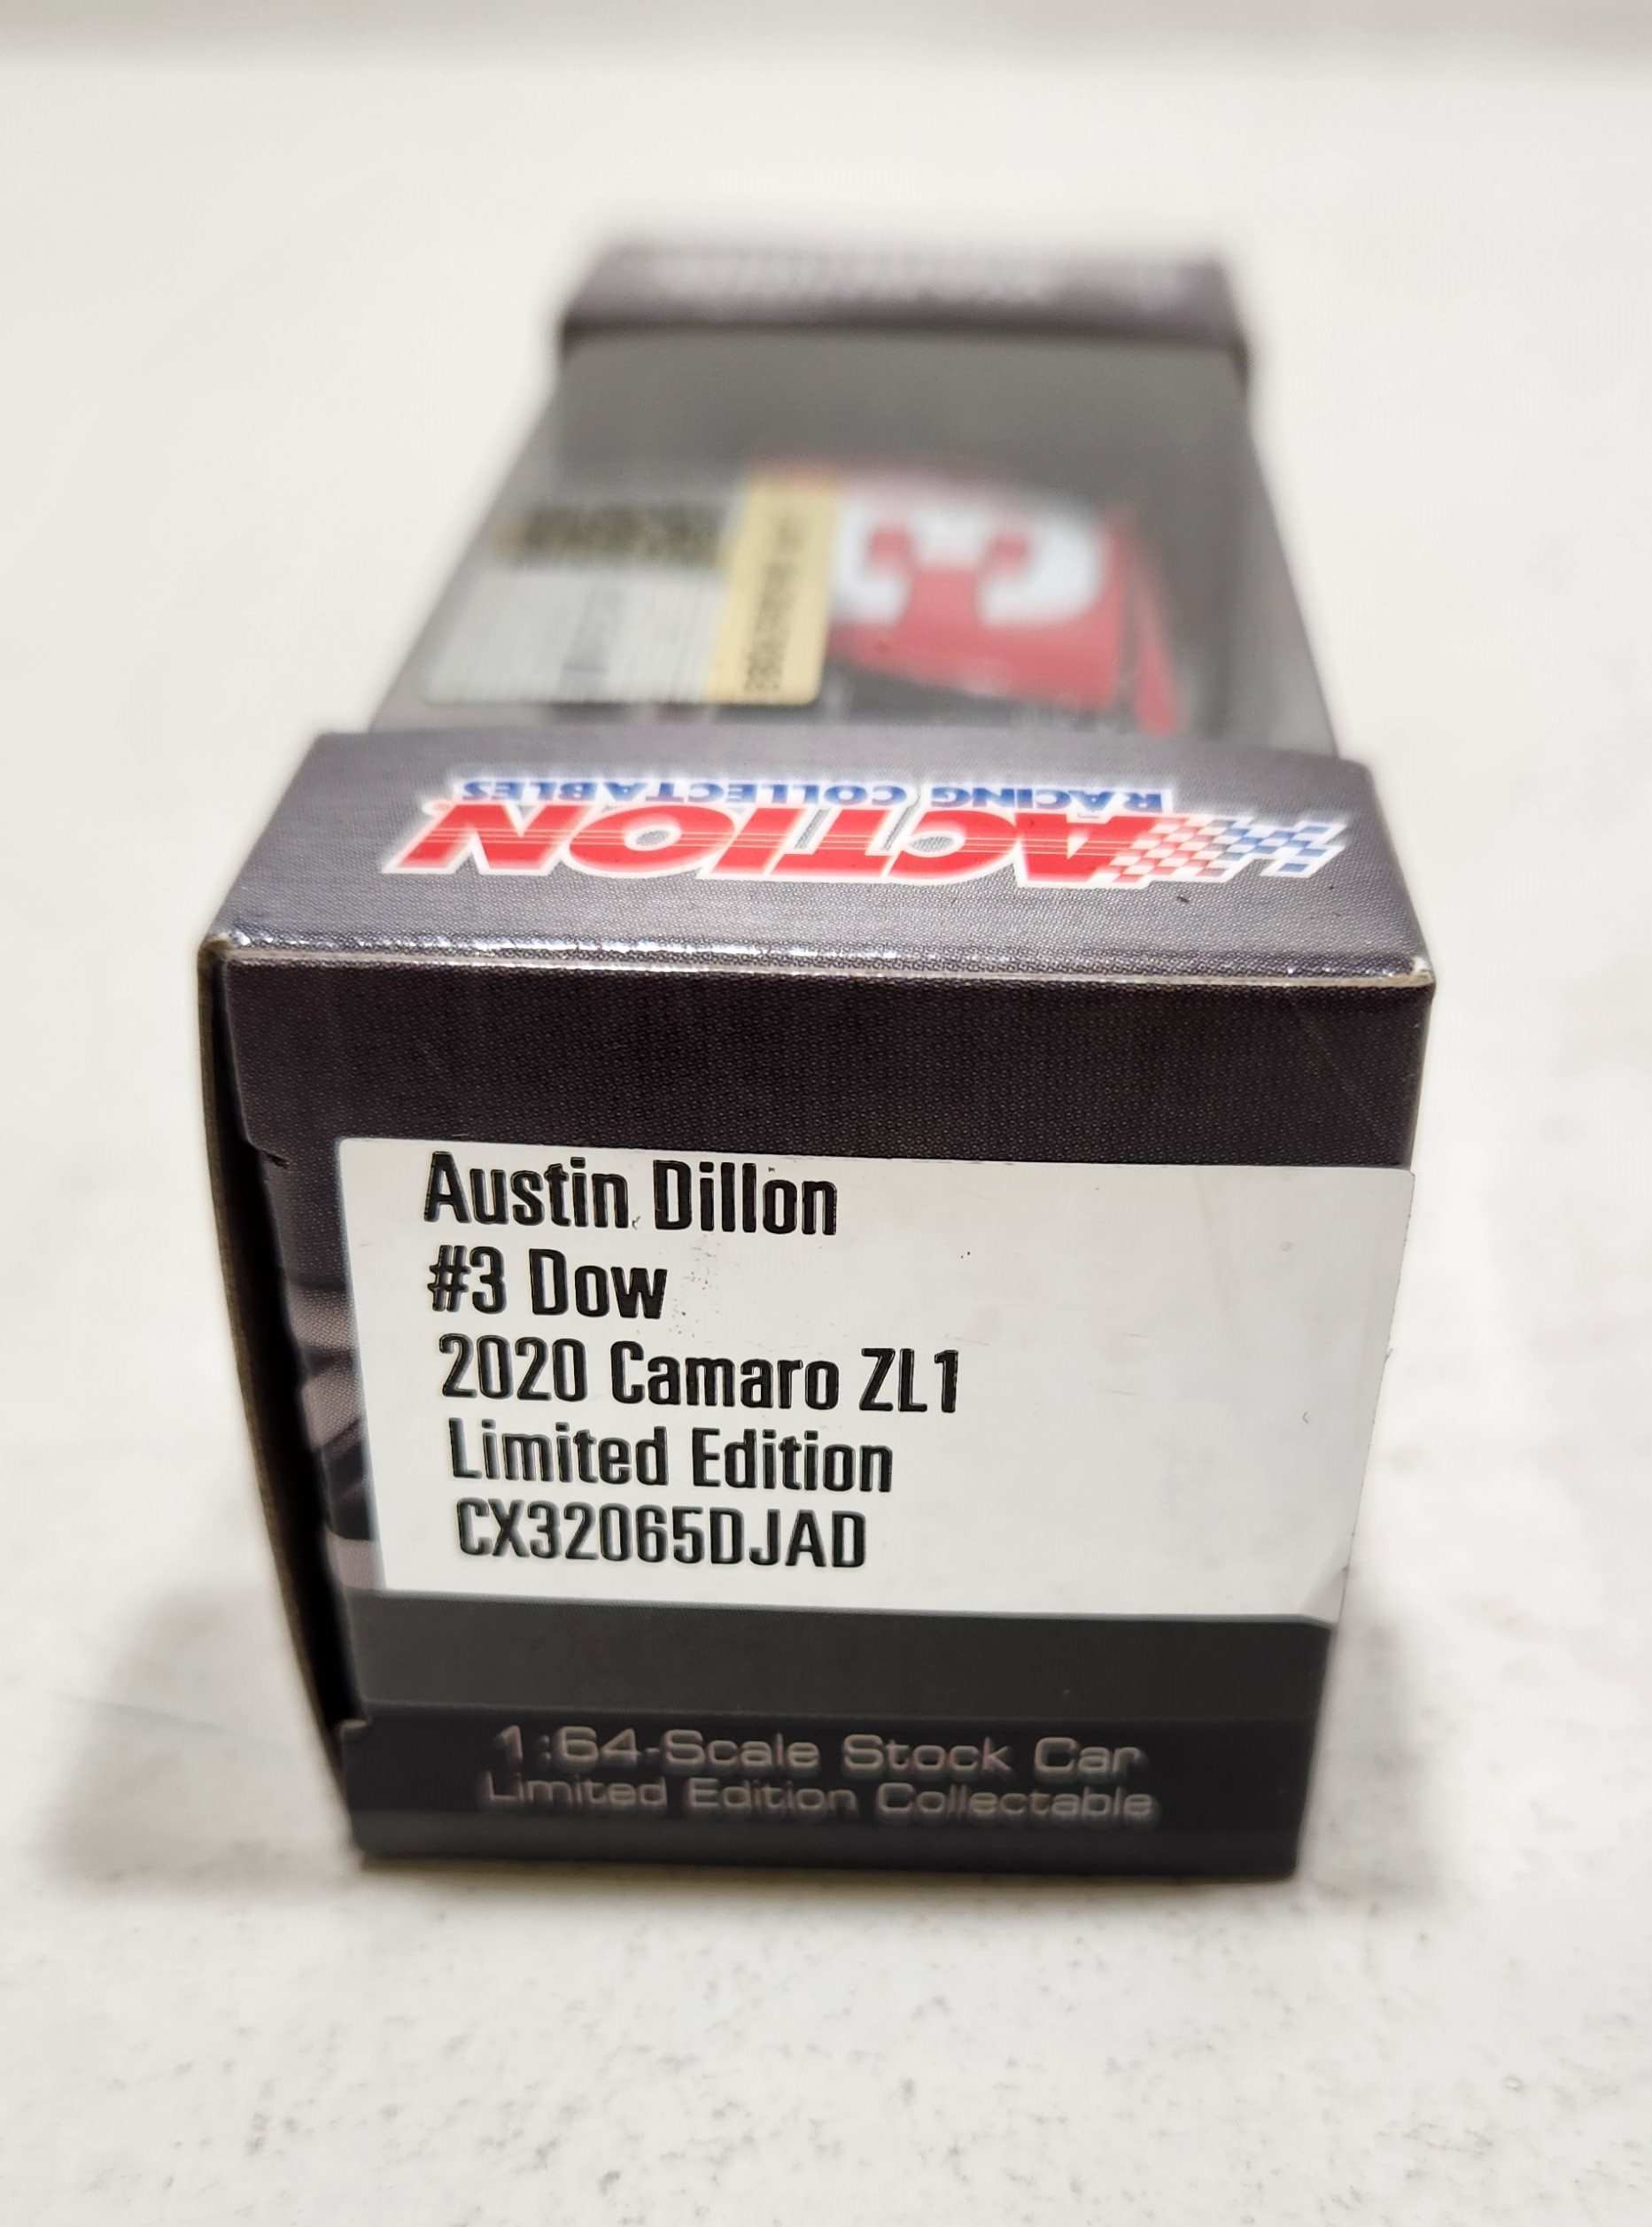 RACING COLLECTABLES
ACTION
Austin Dillon
#3 Dow
2020 Camaro ZL1
Limited Edition
CX32065DJAD
1:64-Scale Stock Car
Limited Edition Collectable